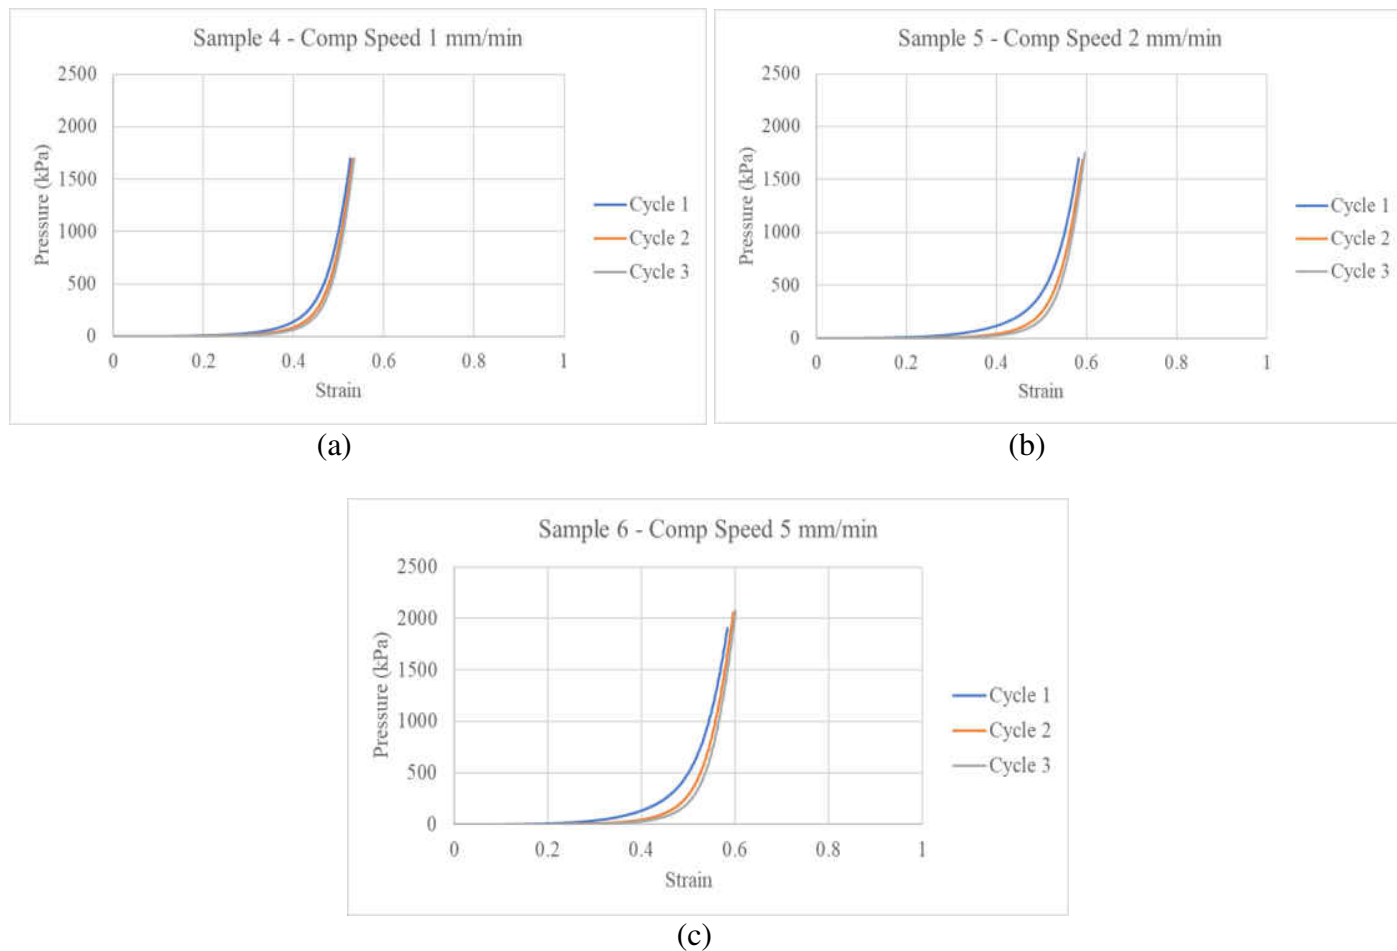 Sample 4 - Comp Speed 1 mm/min
2500
2000
1500
1000
500
0
Pressure (kPa)
0 0.2 0.4 0.6 0.8 1
Strain
Cycle 1
Cycle 2
Cycle 3
(a)
Sample 5 - Comp Speed 2 mm/min
2500
2000
1500
1000
500
0
Pressure (kPa)
0 0.2 0.4 0.6 0.8 1
Strain
Cycle 1
Cycle 2
Cycle 3
(b)
Sample 6 - Comp Speed 5 mm/min
2500
2000
1500
1000
500
0
Pressure (kPa)
0 0.2 0.4 0.6 0.8 1
Strain
Cycle 1
Cycle 2
Cycle 3
(c)